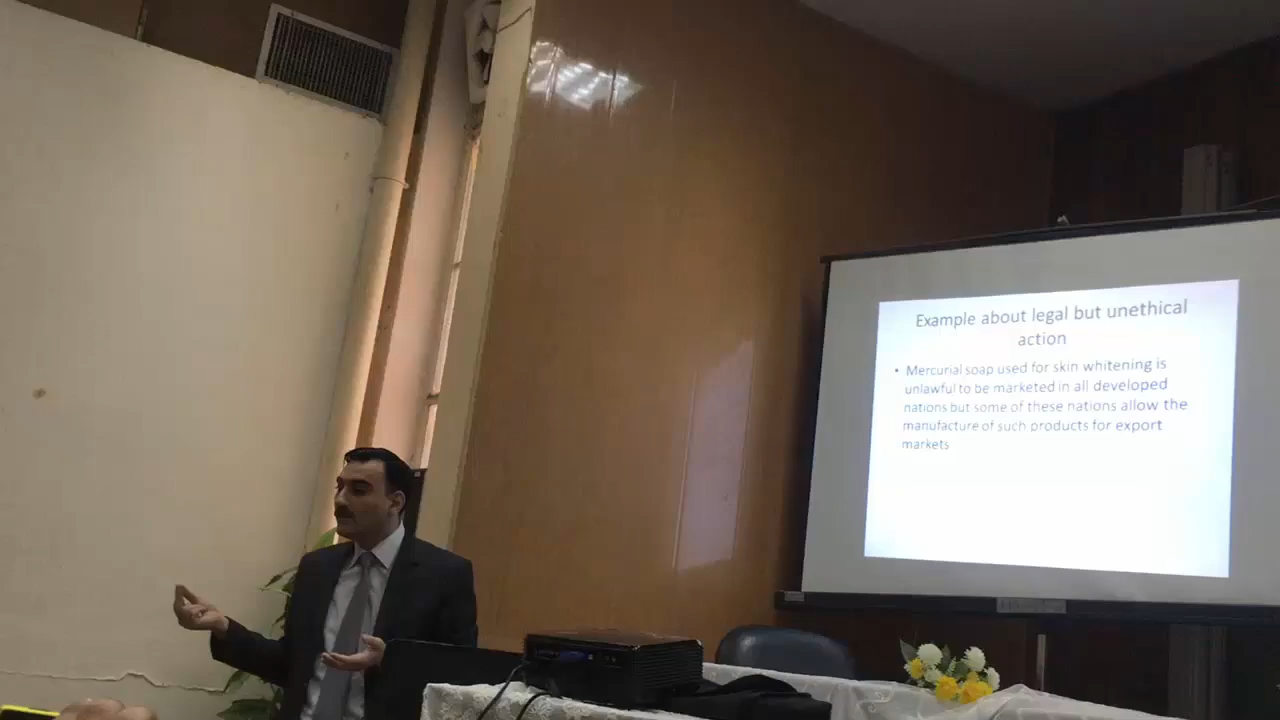 Example about legal but unethical
action
• Mercurial soap used for skin whitening is
unlawful to be marketed in all developed
nations but some of these nations allow the
manufacture of such products for export
markets